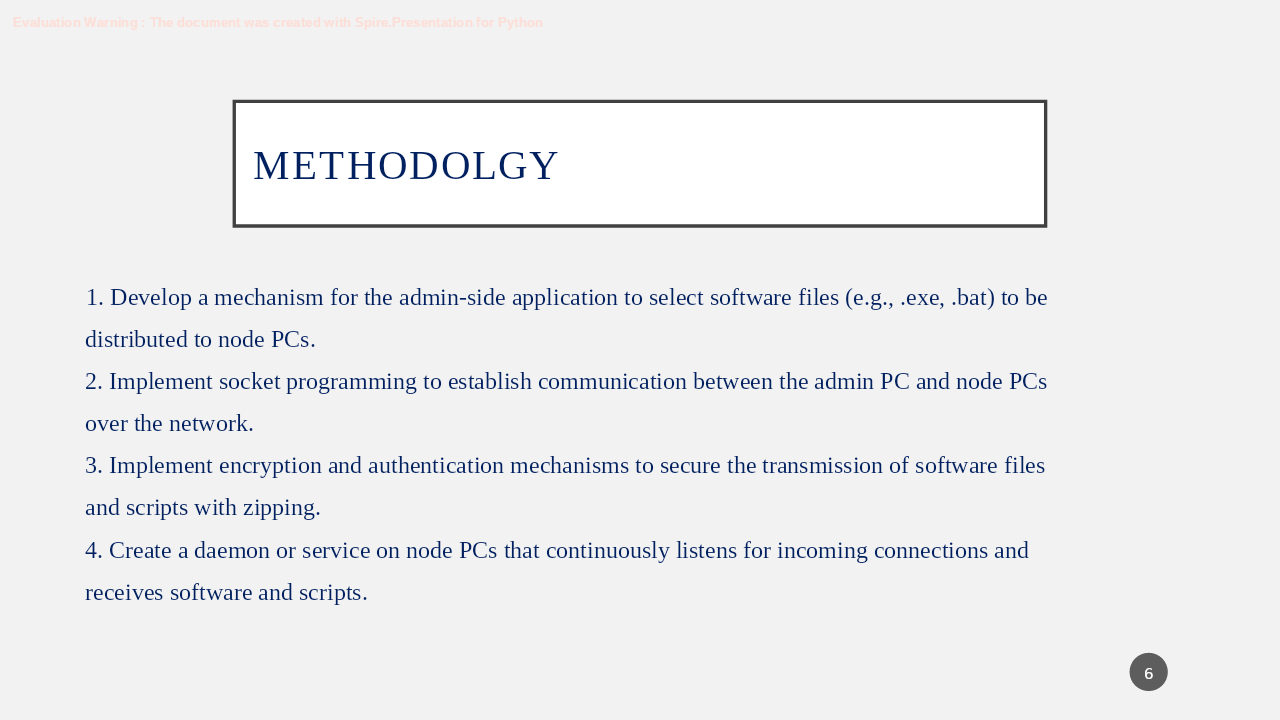 Evaluation Warning : The document was created with Spire.Presentation for Python
METHODOLGY
1. Develop a mechanism for the admin-side application to select software files (e.g., .exe, .bat) to be
distributed to node PCs.
2. Implement socket programming to establish communication between the admin PC and node PCs
over the network.
3. Implement encryption and authentication mechanisms to secure the transmission of software files
and scripts with zipping.
4. Create a daemon or service on node PCs that continuously listens for incoming connections and
receives software and scripts.
6